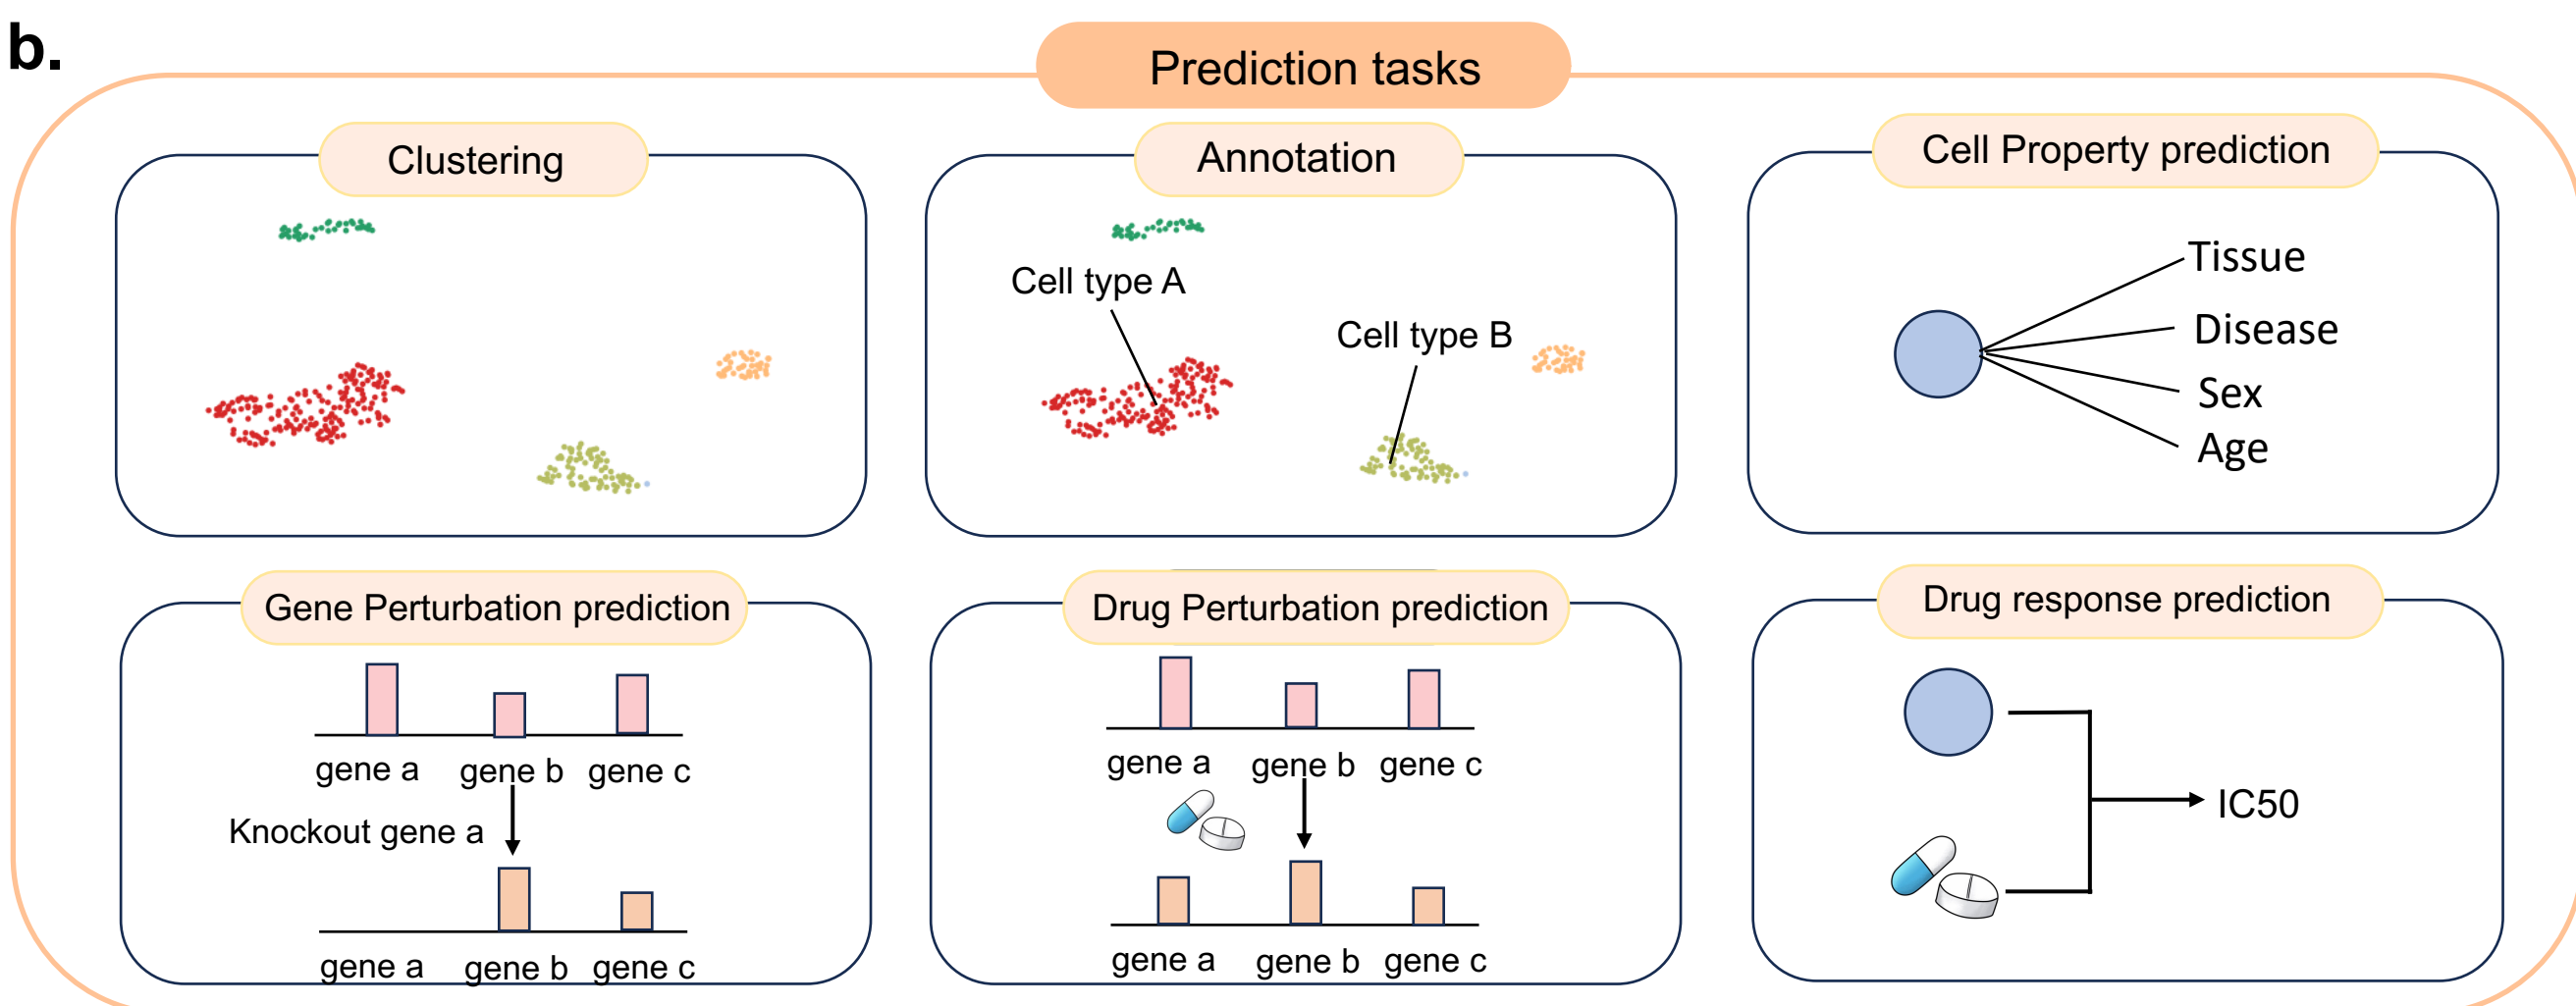 b.
Prediction tasks
Clustering
Annotation
Cell type A
Cell type B
Cell Property prediction
Tissue
Disease
Sex
Age
Gene Perturbation prediction
gene a gene b gene c
Knockout gene a
gene a gene b gene c
Drug Perturbation prediction
gene a gene b gene c
gene a gene b gene c
Drug response prediction
IC50